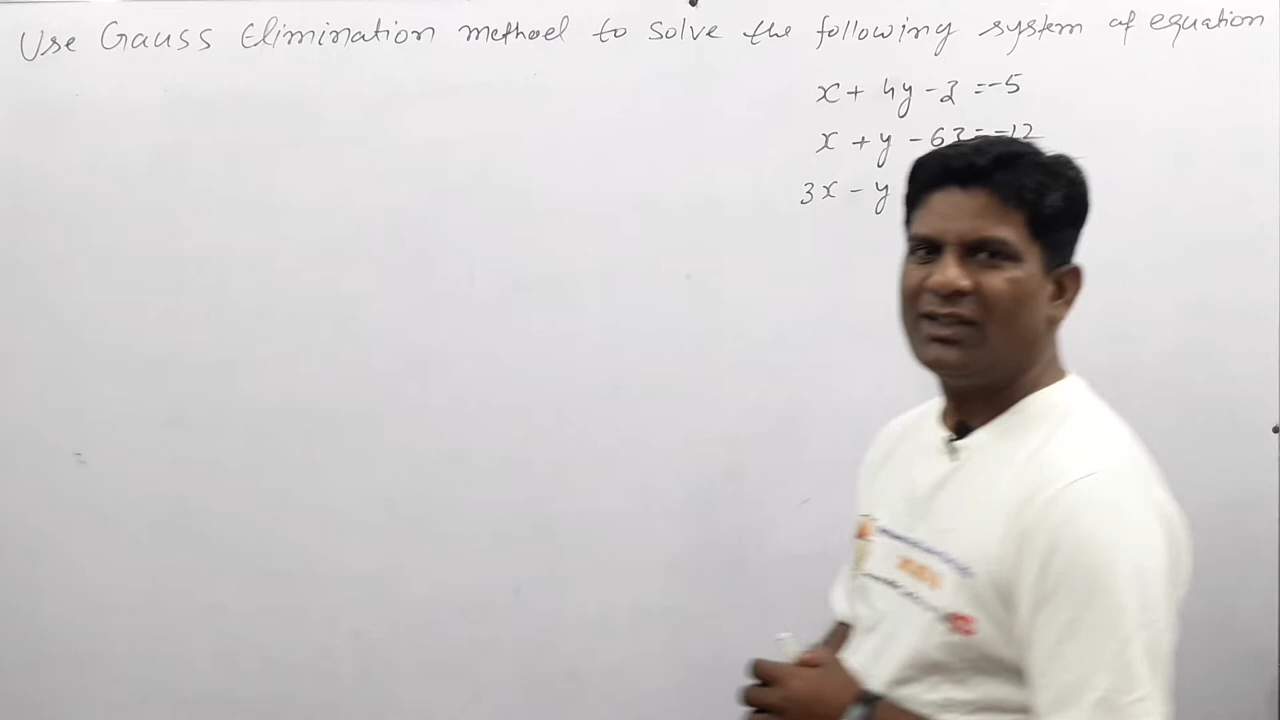 Use Gauss Elimination method to solve the following system of equation
x + 4y - z = -5
x + y - 6z = -12
3x - y